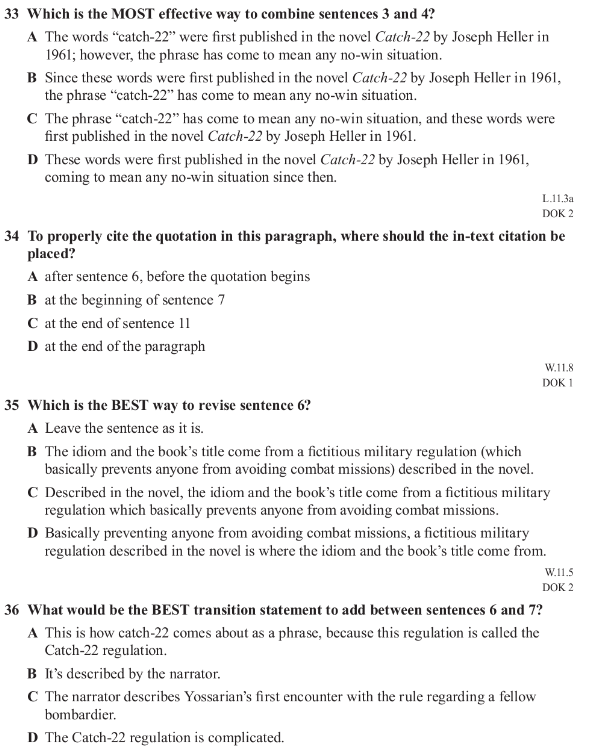 33 Which is the MOST effective way to combine sentences 3 and 4?
A The words “catch-22” were first published in the novel Catch-22 by Joseph Heller in
1961; however, the phrase has come to mean any no-win situation.
B Since these words were first published in the novel Catch-22 by Joseph Heller in 1961,
the phrase “catch-22” has come to mean any no-win situation.
C The phrase “catch-22” has come to mean any no-win situation, and these words were
first published in the novel Catch-22 by Joseph Heller in 1961.
D These words were first published in the novel Catch-22 by Joseph Heller in 1961,
coming to mean any no-win situation since then.
L.11.3a
DOK 2
34 To properly cite the quotation in this paragraph, where should the in-text citation be
placed?
A after sentence 6, before the quotation begins
B at the beginning of sentence 7
C at the end of sentence 11
D at the end of the paragraph
W.11.8
DOK 1
35 Which is the BEST way to revise sentence 6?
A Leave the sentence as it is.
B The idiom and the book’s title come from a fictitious military regulation (which
basically prevents anyone from avoiding combat missions) described in the novel.
C Described in the novel, the idiom and the book’s title come from a fictitious military
regulation which basically prevents anyone from avoiding combat missions.
D Basically preventing anyone from avoiding combat missions, a fictitious military
regulation described in the novel is where the idiom and the book’s title come from.
W.11.5
DOK 2
36 What would be the BEST transition statement to add between sentences 6 and 7?
A This is how catch-22 comes about as a phrase, because this regulation is called the
Catch-22 regulation.
B It’s described by the narrator.
C The narrator describes Yossarian’s first encounter with the rule regarding a fellow
bombardier.
D The Catch-22 regulation is complicated.